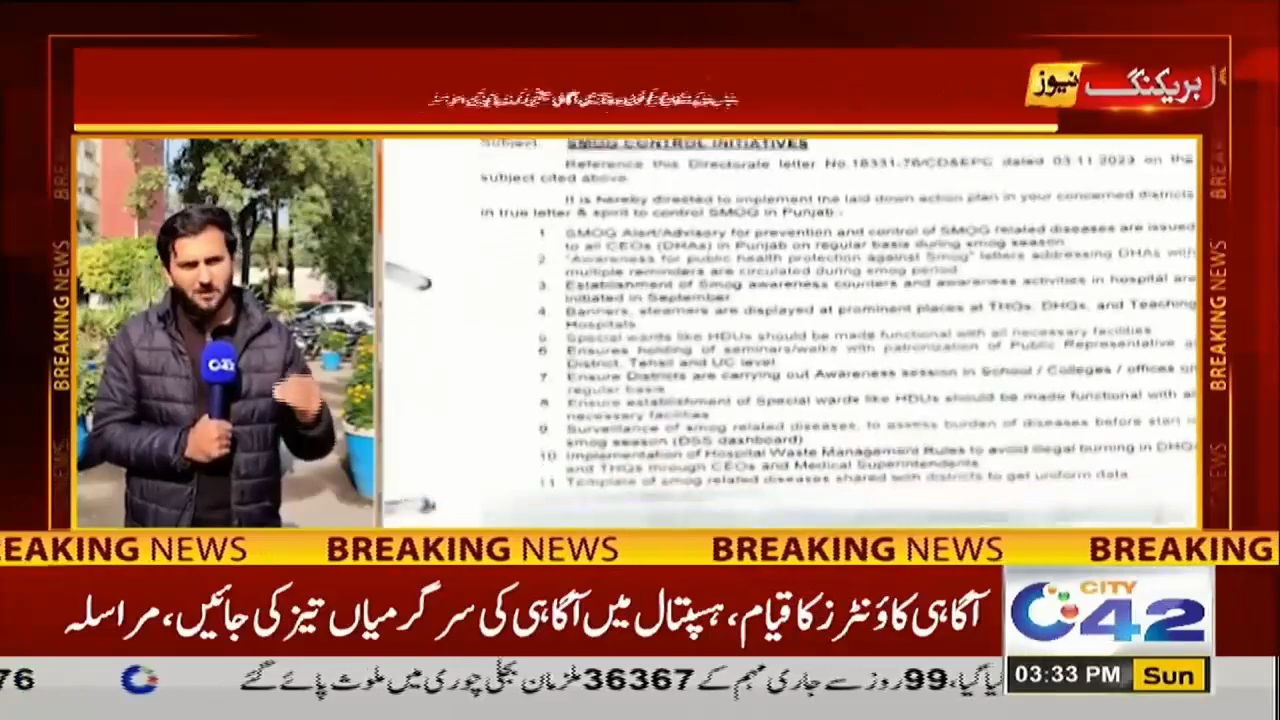 بریکنگ نیوز
Subject: SMOG CONTROL INITIATIVES
Reference this Directorate letter No.18331-76/CD&EPC dated 03.11.2023 on the
subject cited above.
It is hereby directed to implement the laid down action plan in your concerned districts
in true letter & spirit to control SMOG in Punjab.-
1 SMOG Alert/Advisory for prevention and control of SMOG related diseases are issued
to all CEOs (DHAs) in Punjab on regular basis during smog season
2 "Awareness for public health protection against Smog" letters addressing DHAs with
multiple reminders are circulated during smog period
3 Establishment of Smog awareness counters and awareness activities in hospital are
initiated in September
4 Banners, steamers are displayed at prominent places at THQs, DHQs, and Teaching
Hospitals
5 Special wards like HDUs should be made functional with all necessary facilities
6 Ensures holding of seminars/walks with patronization of Public Representative
District, Tehsil and UC level
7 Ensure Districts are carrying out Awareness session in School / Colleges / offices on
regular basis
8 Ensure establishment of Special wards like HDUs should be made functional with
necessary facilities
9 Surveillance of smog related diseases, to assess burden of diseases before start
smog season (DSS dashboard)
10 Implementation of Hospital Waste Management Rules to avoid illegal burning in DHQ
and THQs through CEOs and Medical Superintendents
11 Template of smog related diseases shared with districts to get uniform data
BREAKING NEWS
BREAKING NEWS
C42
EAKING NEWS BREAKING NEWS BREAKING NEWS BREAKING
آگاہی کاؤنٹرز کا قیام، ہسپتال میں آگاہی کی سرگرمیاں تیز کی جائیں، مراسلہ
CITY 42
گیا، 99 روز سے جاری مہم کے 36367 ملزمان بجلی چوری میں ملوث پائے گئے 76
03:33 PM Sun